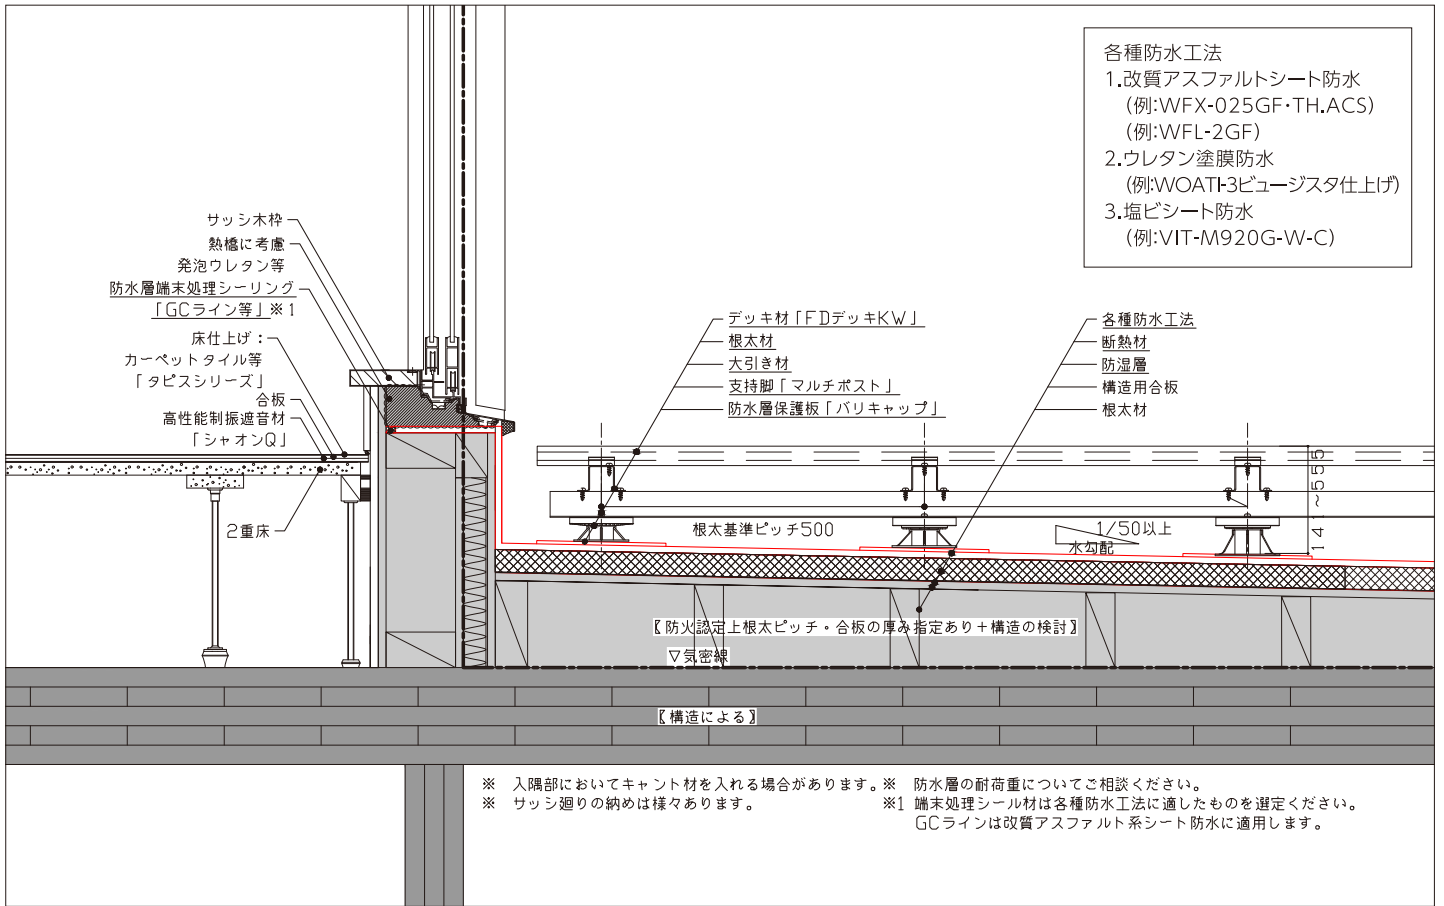 各種防水工法
1.改質アスファルトシート防水
(例:WFX-025GF・TH.ACS)
(例:WFL-2GF)
2.ウレタン塗膜防水
(例:WOATI-3ビュージスタ仕上げ)
3.塩ビシート防水
(例:VIT-M920G-W-C)
サッシ木枠
熱橋に考慮
発泡ウレタン等
防水層端末処理シーリング
「GCライン等」※1
床仕上げ：
カーペットタイル等
「タピスシリーズ」
合板
高性能制振遮音材
「シャオンQ」
2重床
デッキ材「FDデッキKW」
根太材
大引き材
支持脚「マルチポスト」
防水層保護板「バリキャップ」
各種防水工法
断熱材
防湿層
構造用合板
根太材
根太基準ピッチ500
1/50以上
水勾配
141～555
【防火認定上根太ピッチ・合板の厚み指定あり＋構造の検討】
▽気密線
【構造による】
※ 入隅部においてキャント材を入れる場合があります。
※ サッシ廻りの納めは様々あります。
※ 防水層の耐荷重についてご相談ください。
※1 端末処理シール材は各種防水工法に適したものを選定ください。
GCラインは改質アスファルト系シート防水に適用します。